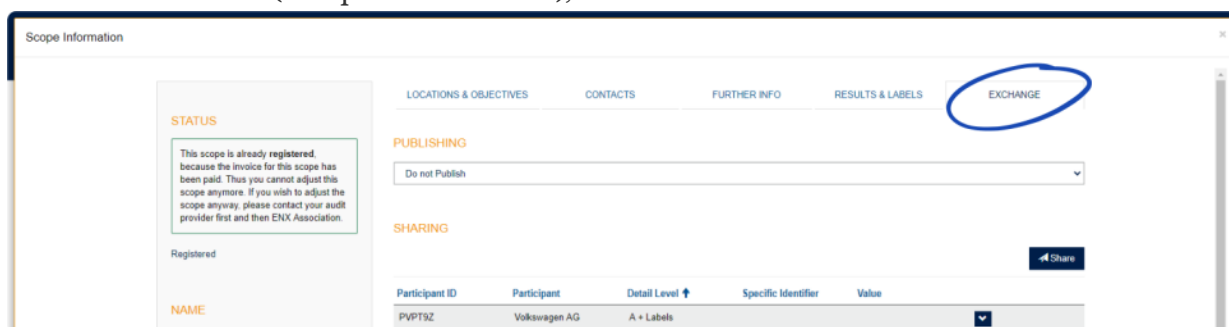 Scope Information
×
LOCATIONS & OBJECTIVES
CONTACTS
FURTHER INFO
RESULTS & LABELS
EXCHANGE
STATUS
This scope is already registered,
because the invoice for this scope has
been paid. Thus you cannot adjust this
scope anymore. If you wish to adjust the
scope anyway, please contact your audit
provider first and then ENX Association.
Registered
NAME
PUBLISHING
Do not Publish
SHARING
Share
Participant ID Participant Detail Level ↑ Specific Identifier Value
PVPT9Z Volkswagen AG A + Labels